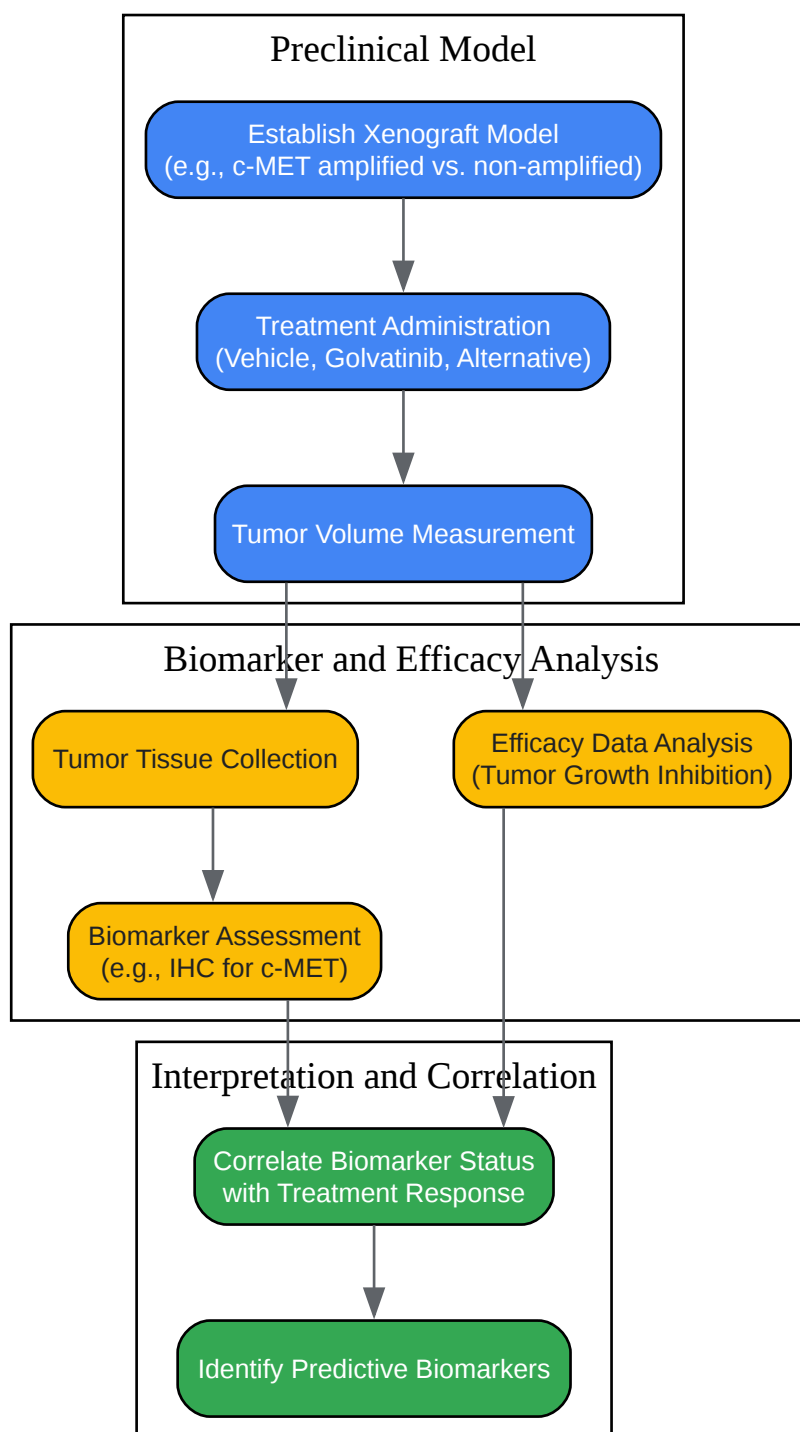 Preclinical Model
Establish Xenograft Model
(e.g., c-MET amplified vs. non-amplified)
Treatment Administration
(Vehicle, Golvatinib, Alternative)
Tumor Volume Measurement
Biomarker and Efficacy Analysis
Tumor Tissue Collection
Efficacy Data Analysis
(Tumor Growth Inhibition)
Biomarker Assessment
(e.g., IHC for c-MET)
Interpretation and Correlation
Correlate Biomarker Status
with Treatment Response
Identify Predictive Biomarkers